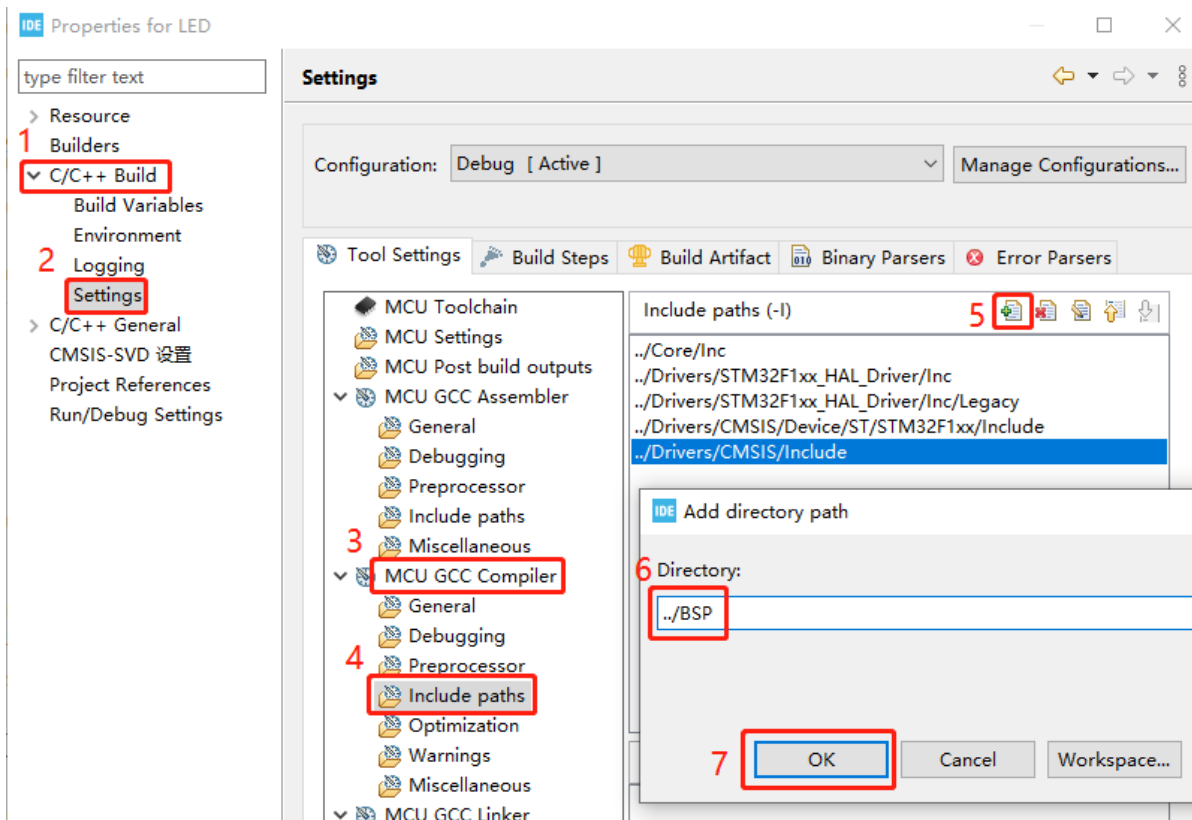 IDE Properties for LED
type filter text
Resource
1
Builders
C/C++ Build
Build Variables
Environment
2
Logging
Settings
C/C++ General
CMSIS-SVD 设置
Project References
Run/Debug Settings
Settings
Configuration: Debug [ Active ] Manage Configurations...
Tool Settings Build Steps Build Artifact 010 Binary Parsers Error Parsers
MCU Toolchain
MCU Settings
MCU Post build outputs
MCU GCC Assembler
General
Debugging
Preprocessor
Include paths
3
Miscellaneous
MCU GCC Compiler
General
Debugging
4
Preprocessor
Include paths
Optimization
Warnings
Miscellaneous
MCU GCC Linker
Include paths (-I) 5
../Core/Inc
../Drivers/STM32F1xx_HAL_Driver/Inc
../Drivers/STM32F1xx_HAL_Driver/Inc/Legacy
../Drivers/CMSIS/Device/ST/STM32F1xx/Include
../Drivers/CMSIS/Include
IDE Add directory path
6 Directory:
../BSP
7 OK Cancel Workspace...